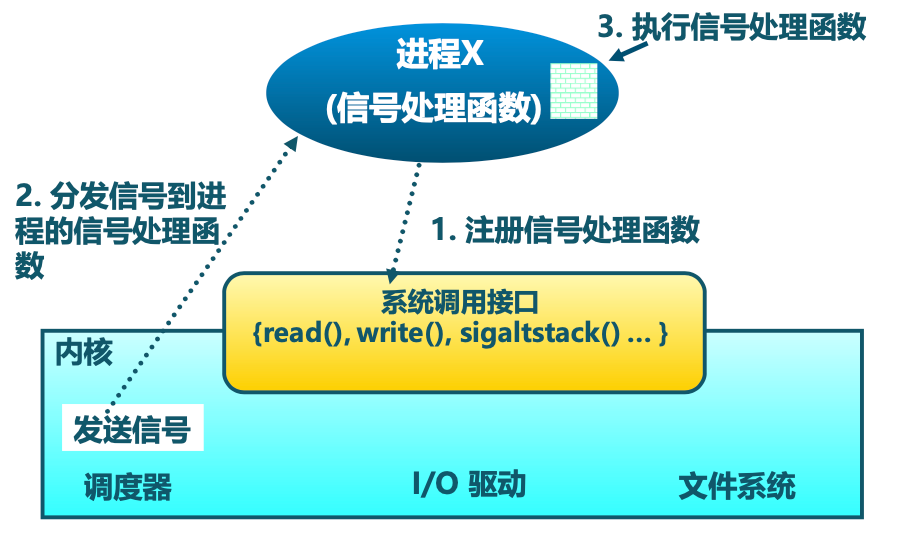 3. 执行信号处理函数
进程X
(信号处理函数)
2. 分发信号到进
程的信号处理函
数
1. 注册信号处理函数
系统调用接口
{read(), write(), sigaltstack() … }
内核
发送信号
调度器
I/O 驱动
文件系统